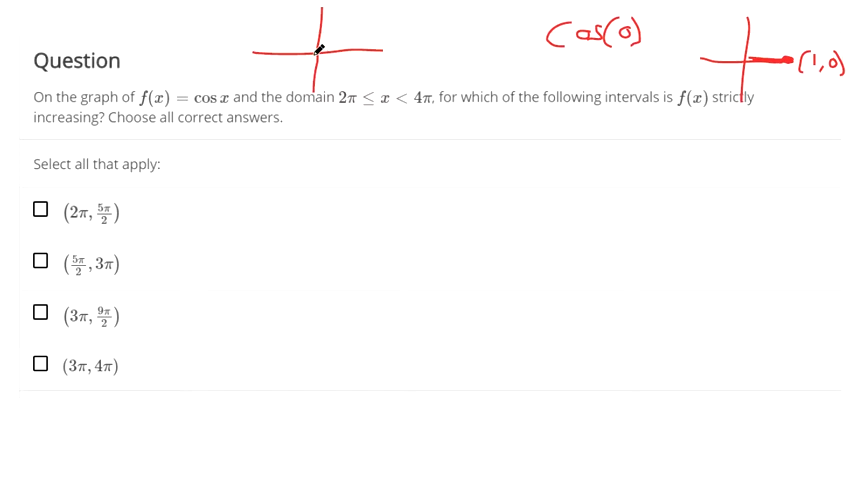 Cos(0)
(1,0)
Question
On the graph of f(x) = cos x and the domain 2π ≤ x < 4π, for which of the following intervals is f(x) strictly
increasing? Choose all correct answers.
Select all that apply:
(2π, 5π/2)
(5π/2, 3π)
(3π, 9π/2)
(3π, 4π)